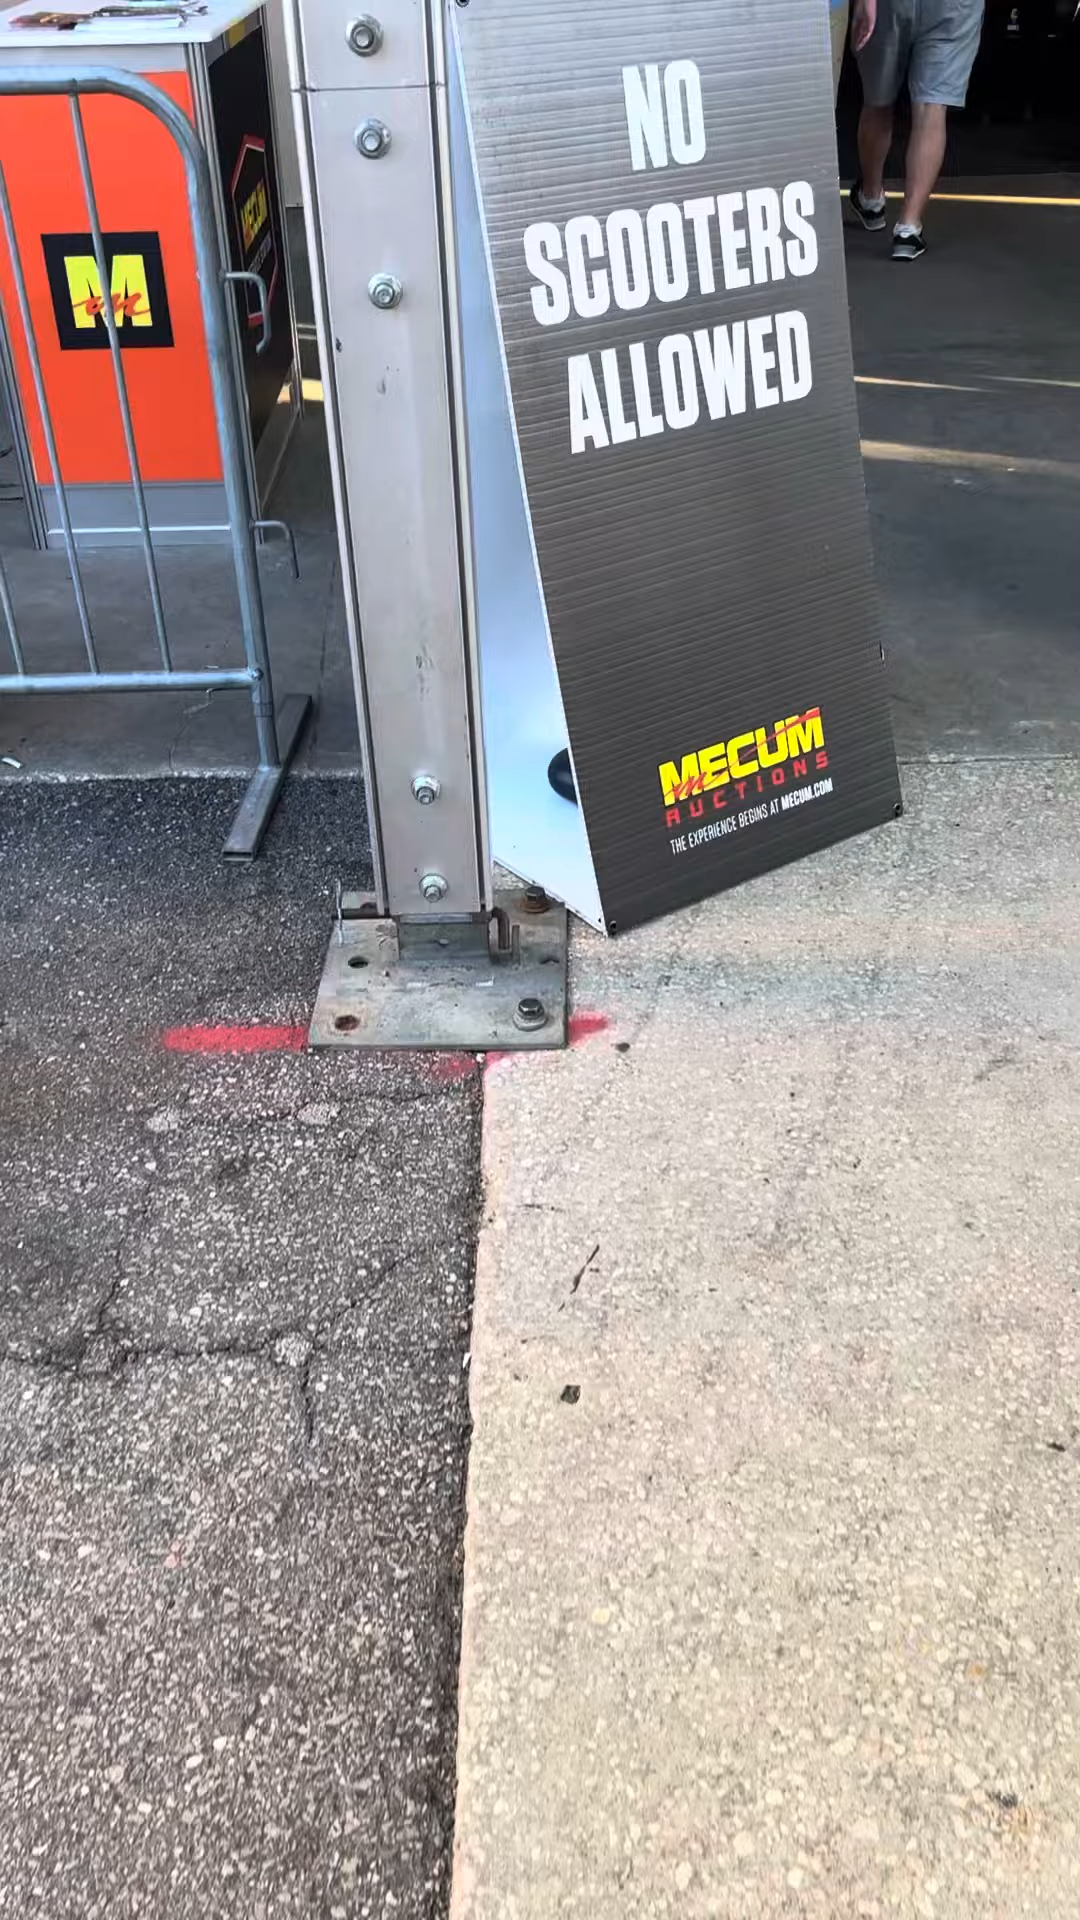 NO
SCOOTERS
ALLOWED
MECUM
AUCTIONS
THE EXPERIENCE BEGINS AT MECUM.COM
M
MECUM